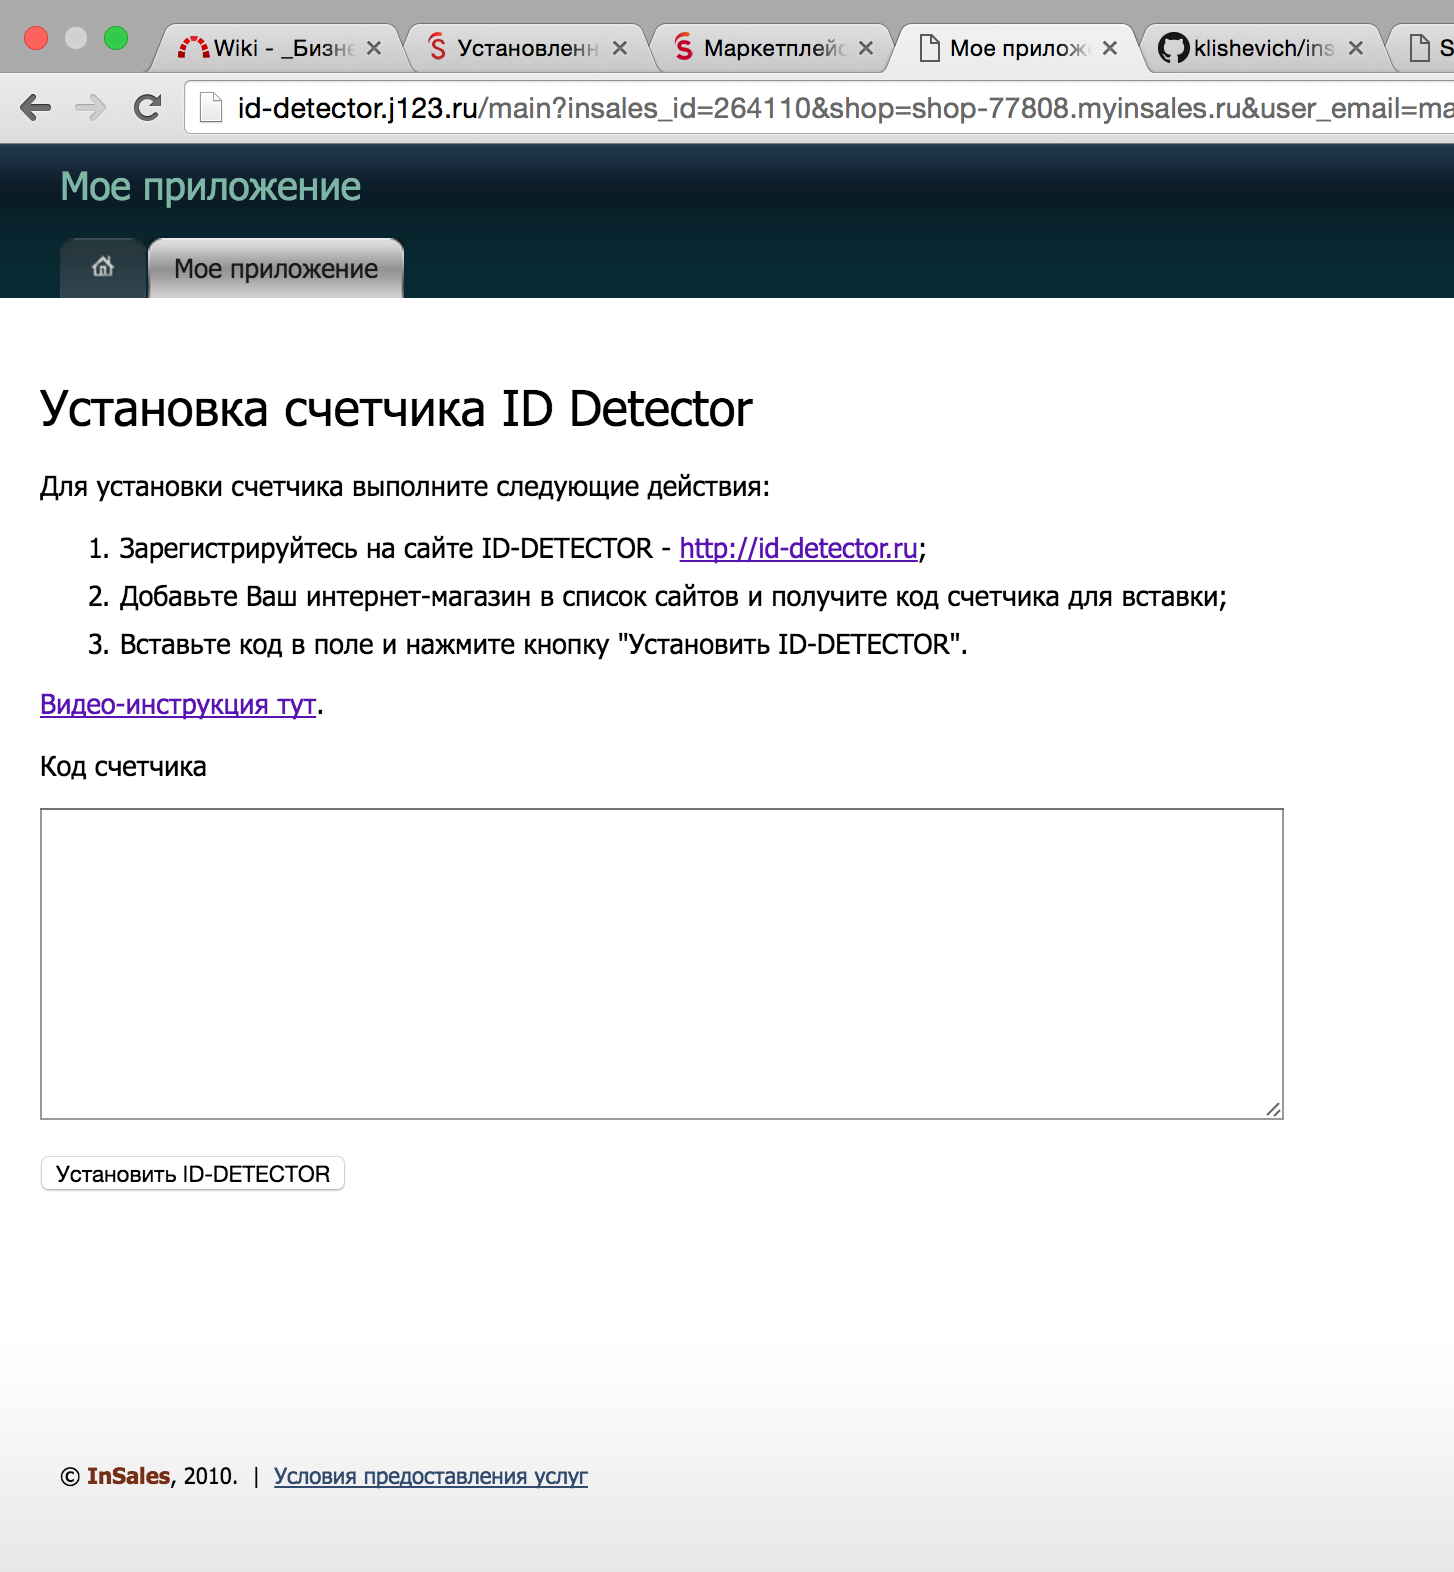 Wiki - _Бизне
Установленн
Маркетплейс
Мое прилож
klishevich/ins
S
id-detector.j123.ru/main?insales_id=264110&shop=shop-77808.myinsales.ru&user_email=ma
Мое приложение
Мое приложение
Установка счетчика ID Detector
Для установки счетчика выполните следующие действия:
1. Зарегистрируйтесь на сайте ID-DETECTOR - http://id-detector.ru;
2. Добавьте Ваш интернет-магазин в список сайтов и получите код счетчика для вставки;
3. Вставьте код в поле и нажмите кнопку "Установить ID-DETECTOR".
Видео-инструкция тут.
Код счетчика
Установить ID-DETECTOR
© InSales, 2010. | Условия предоставления услуг